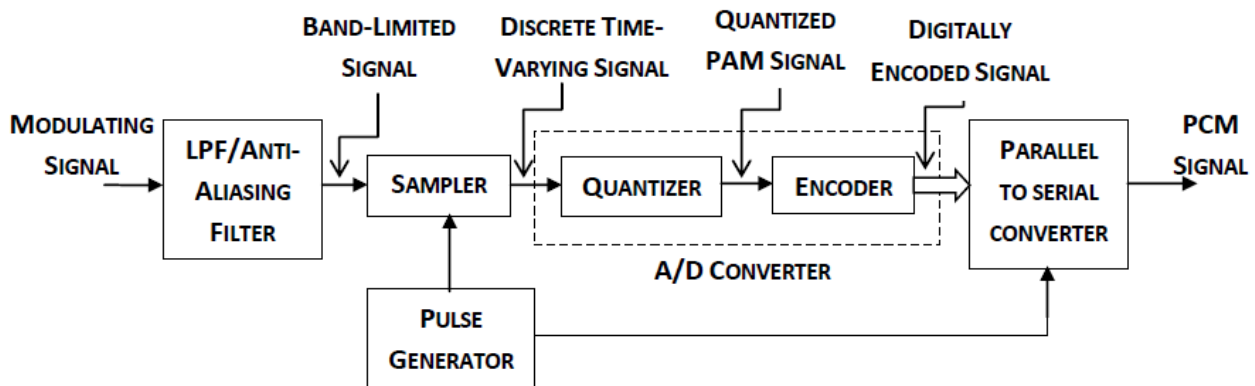 BAND-LIMITED
SIGNAL
DISCRETE TIME-
VARYING SIGNAL
QUANTIZED
PAM SIGNAL
DIGITALLY
ENCODED SIGNAL
MODULATING
SIGNAL
LPF/ANTI-
ALIASING
FILTER
SAMPLER
QUANTIZER
ENCODER
PARALLEL
TO SERIAL
CONVERTER
PCM
SIGNAL
A/D CONVERTER
PULSE
GENERATOR